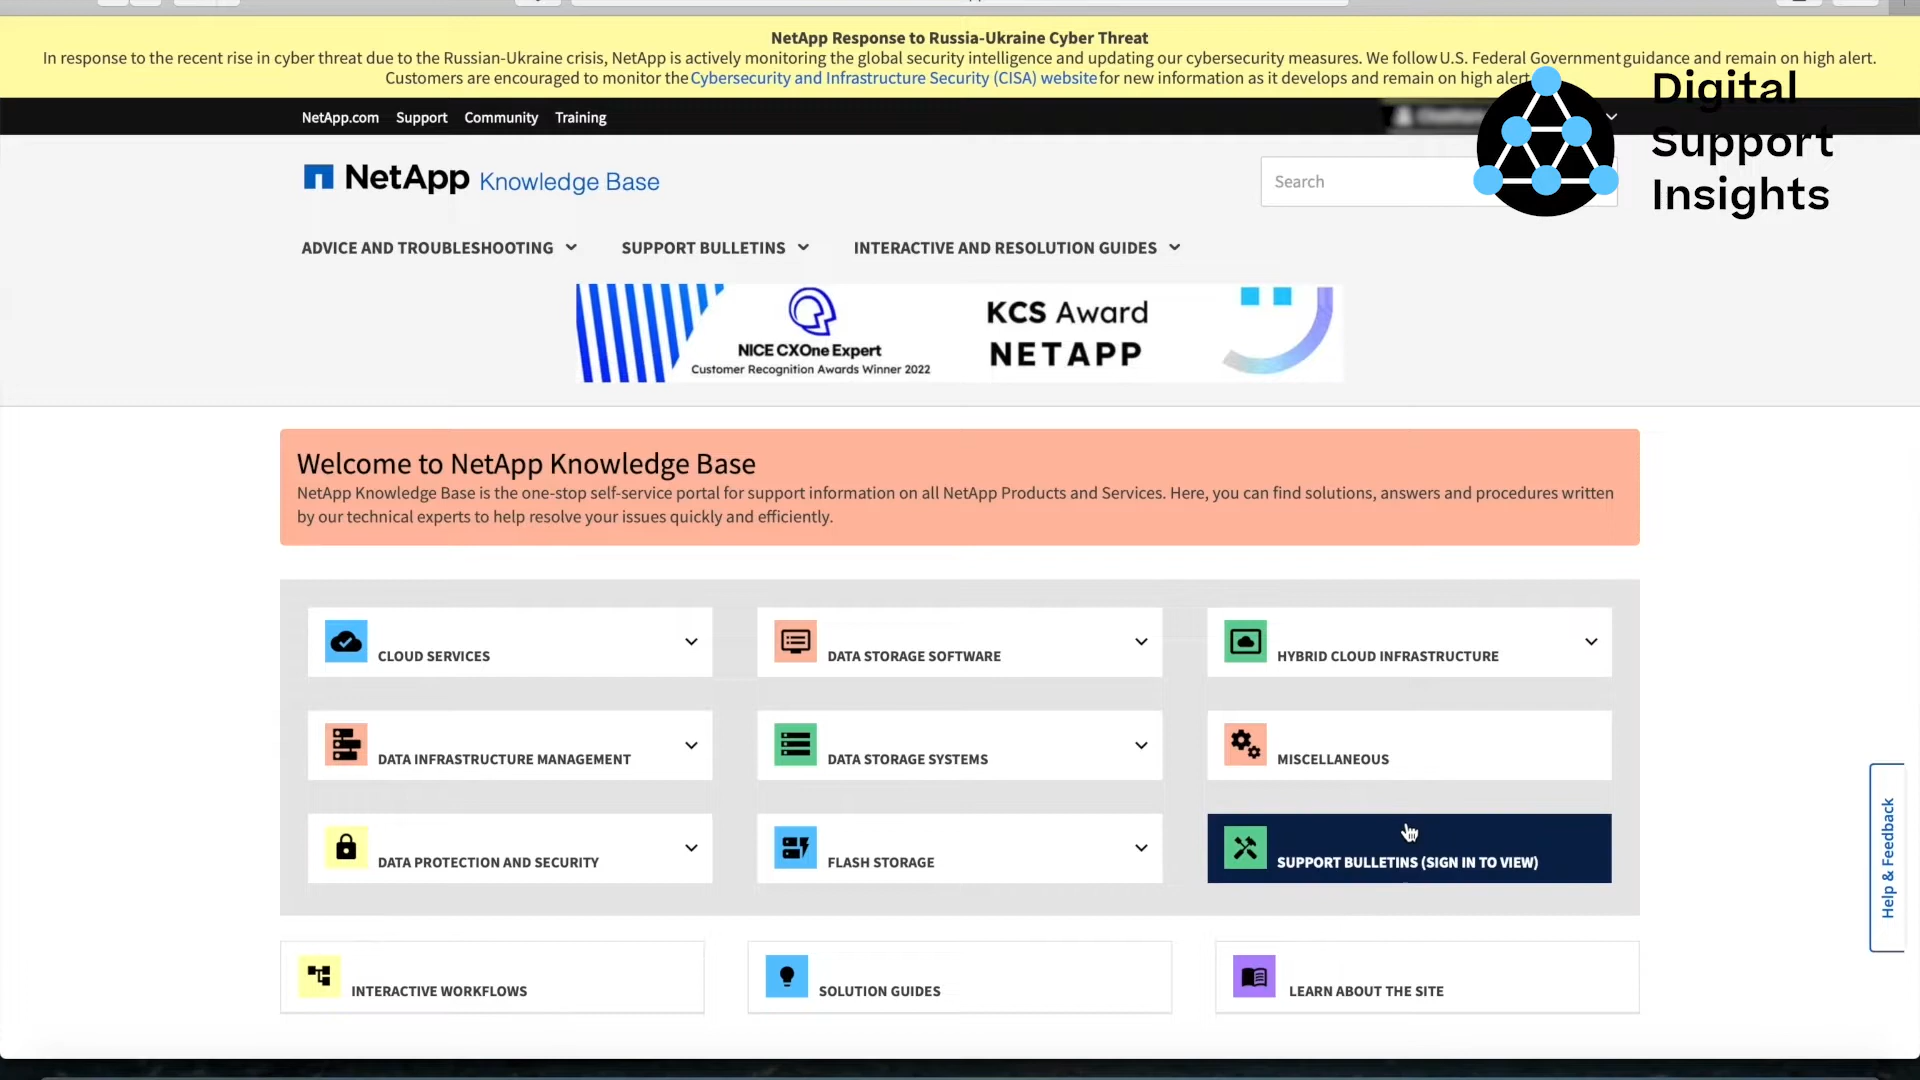 NetApp Response to Russia-Ukraine Cyber Threat
In response to the recent rise in cyber threat due to the Russian-Ukraine crisis, NetApp is actively monitoring the global security intelligence and updating our cybersecurity measures. We follow U.S. Federal Government guidance and remain on high alert.
Customers are encouraged to monitor the Cybersecurity and Infrastructure Security (CISA) website for new information as it develops and remain on high alert
NetApp.com Support Community Training
Digital
Support
Insights
NetApp Knowledge Base
Search
ADVICE AND TROUBLESHOOTING SUPPORT BULLETINS INTERACTIVE AND RESOLUTION GUIDES
NICE CXOne Expert
Customer Recognition Awards Winner 2022
KCS Award
NETAPP
Welcome to NetApp Knowledge Base
NetApp Knowledge Base is the one-stop self-service portal for support information on all NetApp Products and Services. Here, you can find solutions, answers and procedures written
by our technical experts to help resolve your issues quickly and efficiently.
CLOUD SERVICES DATA STORAGE SOFTWARE HYBRID CLOUD INFRASTRUCTURE
DATA INFRASTRUCTURE MANAGEMENT DATA STORAGE SYSTEMS MISCELLANEOUS
DATA PROTECTION AND SECURITY FLASH STORAGE SUPPORT BULLETINS (SIGN IN TO VIEW)
Help & Feedback
INTERACTIVE WORKFLOWS SOLUTION GUIDES LEARN ABOUT THE SITE